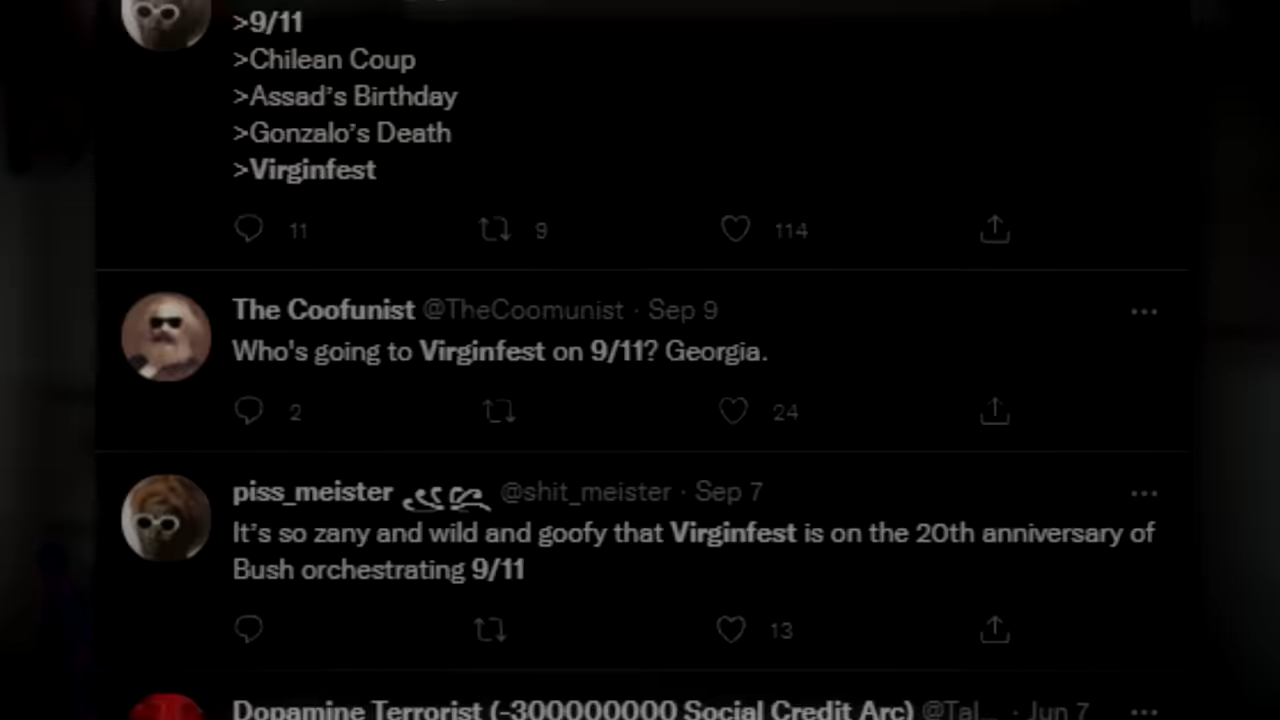 >9/11
>Chilean Coup
>Assad's Birthday
>Gonzalo's Death
>Virginfest
11 9 114
The Coofunist @TheCoomunist · Sep 9
Who's going to Virginfest on 9/11? Georgia.
2 24
piss_meister @shit_meister · Sep 7
It's so zany and wild and goofy that Virginfest is on the 20th anniversary of
Bush orchestrating 9/11
13
Dopamine Terrorist (-300000000 Social Credit Arc) @Tal... · Jun 7